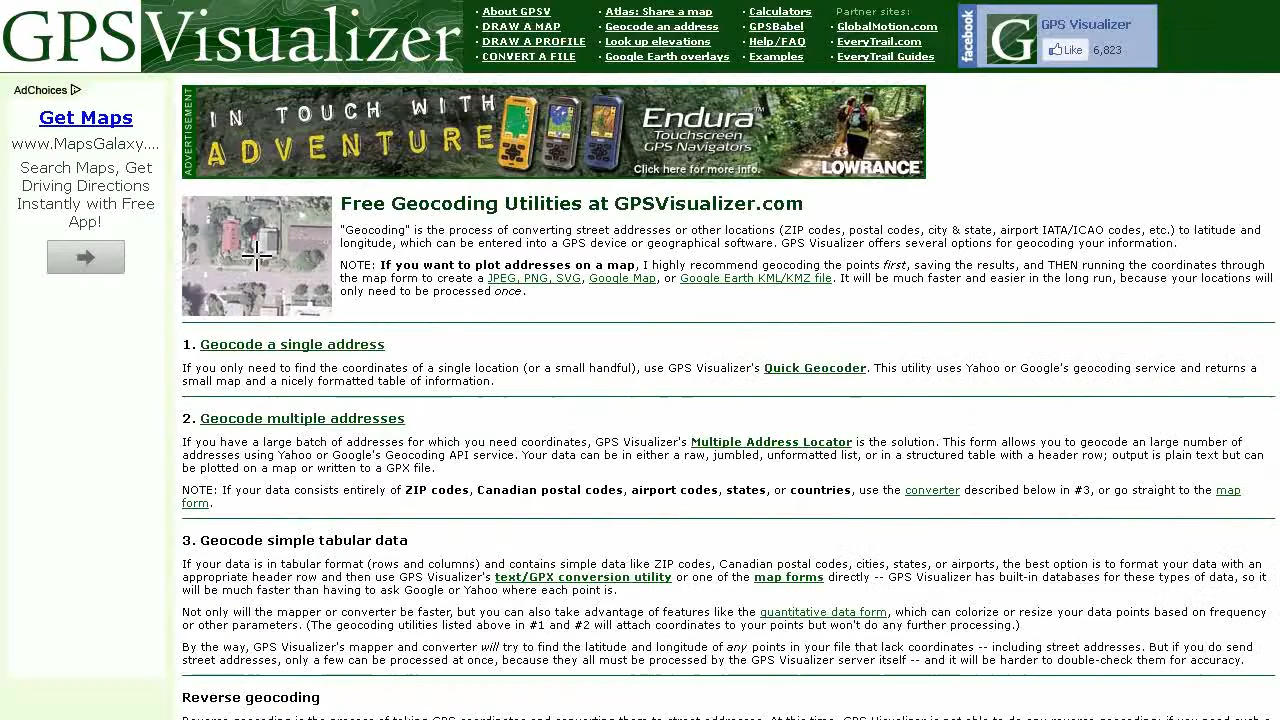 GPSVisualizer
· About GPSV
· DRAW A MAP
· DRAW A PROFILE
· CONVERT A FILE
· Atlas: Share a map
· Geocode an address
· Look up elevations
· Google Earth overlays
· Calculators
· GPSBabel
· Help/FAQ
· Examples
Partner sites:
· GlobalMotion.com
· EveryTrail.com
· EveryTrail Guides
facebook
G
GPS Visualizer
Like 6,823
AdChoices
Get Maps
www.MapsGalaxy....
Search Maps, Get
Driving Directions
Instantly with Free
App!
ADVERTISEMENT
IN TOUCH WITH
ADVENTURE
Endura™
Touchscreen
GPS Navigators
Click here for more info.
LOWRANCE
Free Geocoding Utilities at GPSVisualizer.com
"Geocoding" is the process of converting street addresses or other locations (ZIP codes, postal codes, city & state, airport IATA/ICAO codes, etc.) to latitude and
longitude, which can be entered into a GPS device or geographical software. GPS Visualizer offers several options for geocoding your information.
NOTE: If you want to plot addresses on a map, I highly recommend geocoding the points first, saving the results, and THEN running the coordinates through
the map form to create a JPEG, PNG, SVG, Google Map, or Google Earth KML/KMZ file. It will be much faster and easier in the long run, because your locations will
only need to be processed once.
1. Geocode a single address
If you only need to find the coordinates of a single location (or a small handful), use GPS Visualizer's Quick Geocoder. This utility uses Yahoo or Google's geocoding service and returns a
small map and a nicely formatted table of information.
2. Geocode multiple addresses
If you have a large batch of addresses for which you need coordinates, GPS Visualizer's Multiple Address Locator is the solution. This form allows you to geocode an large number of
addresses using Yahoo or Google's Geocoding API service. Your data can be in either a raw, jumbled, unformatted list, or in a structured table with a header row; output is plain text but can
be plotted on a map or written to a GPX file.
NOTE: If your data consists entirely of ZIP codes, Canadian postal codes, airport codes, states, or countries, use the converter described below in #3, or go straight to the map
form.
3. Geocode simple tabular data
If your data is in tabular format (rows and columns) and contains simple data like ZIP codes, Canadian postal codes, cities, states, or airports, the best option is to format your data with an
appropriate header row and then use GPS Visualizer's text/GPX conversion utility or one of the map forms directly -- GPS Visualizer has built-in databases for these types of data, so it
will be much faster than having to ask Google or Yahoo where each point is.
Not only will the mapper or converter be faster, but you can also take advantage of features like the quantitative data form, which can colorize or resize your data points based on frequency
or other parameters. (The geocoding utilities listed above in #1 and #2 will attach coordinates to your points but won't do any further processing.)
By the way, GPS Visualizer's mapper and converter will try to find the latitude and longitude of any points in your file that lack coordinates -- including street addresses. But if you do send
street addresses, only a few can be processed at once, because they all must be processed by the GPS Visualizer server itself -- and it will be harder to double-check them for accuracy.
Reverse geocoding